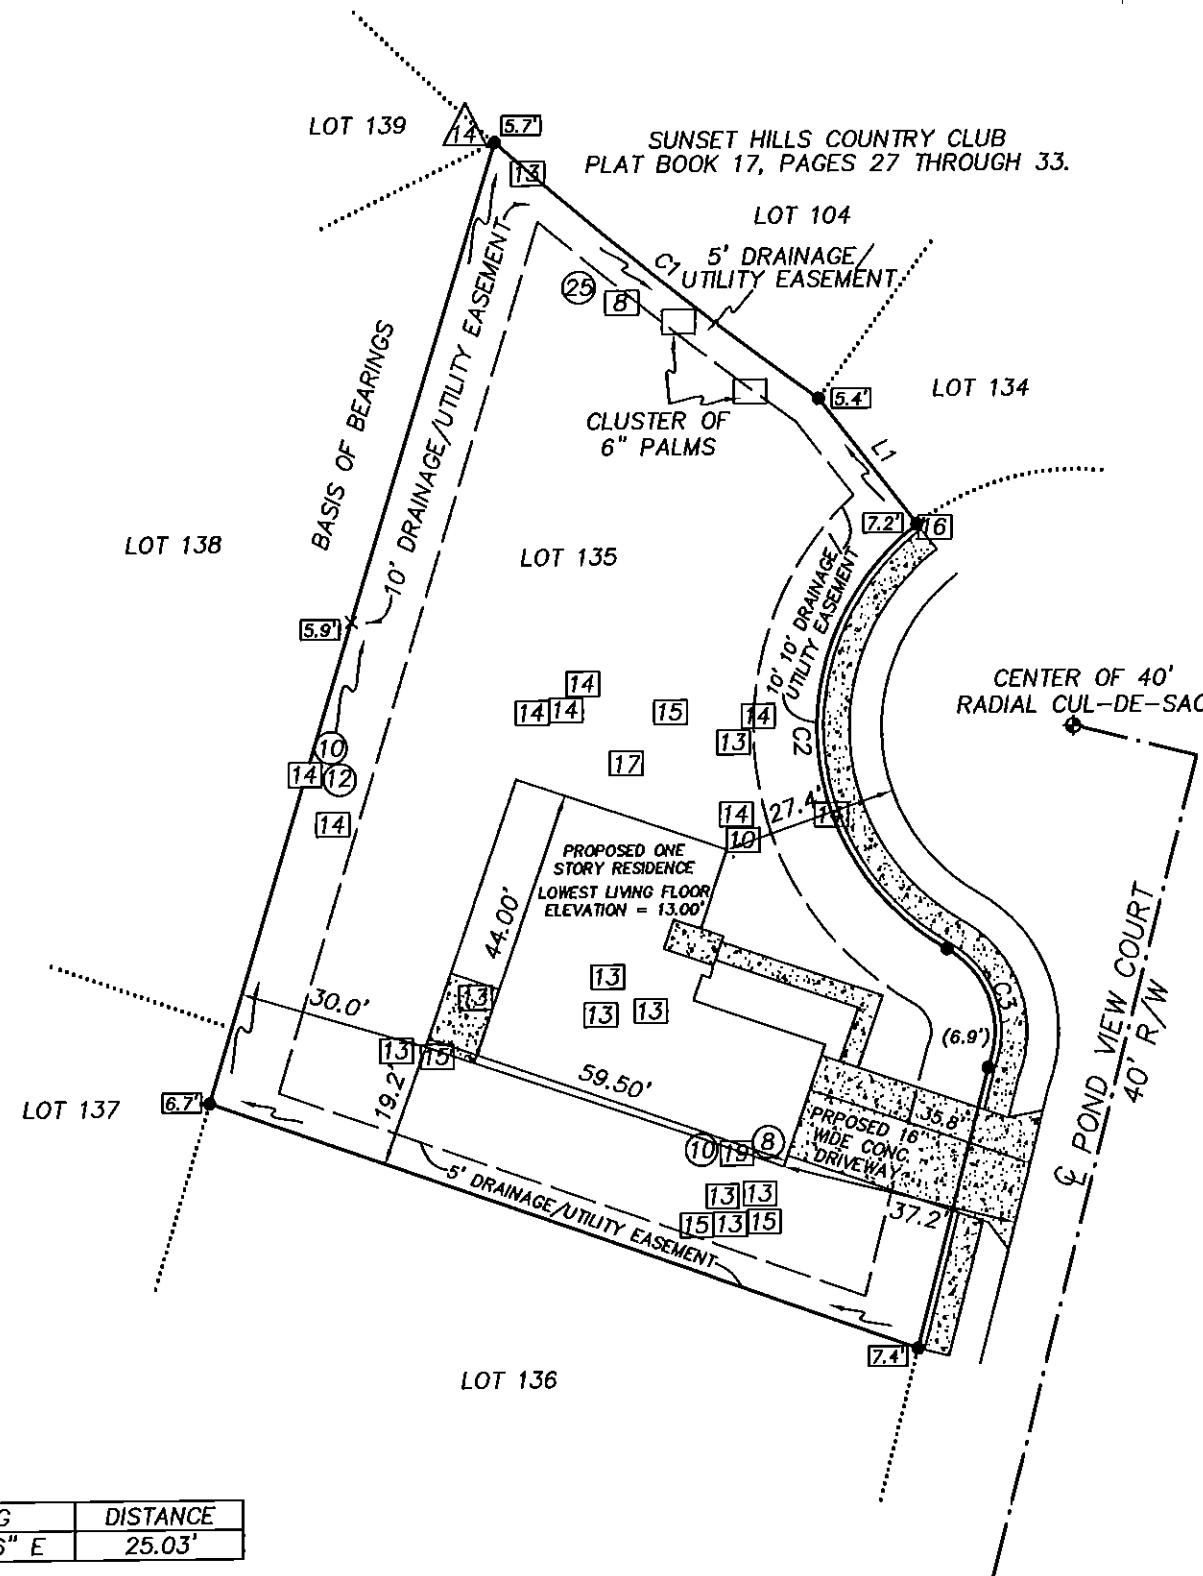 LOT 139
14
5.7'
SUNSET HILLS COUNTRY CLUB
PLAT BOOK 17, PAGES 27 THROUGH 33.
13
LOT 104
5' DRAINAGE/
UTILITY EASEMENT
C1
25
8
BASIS OF BEARINGS
10' DRAINAGE/UTILITY EASEMENT
CLUSTER OF
6" PALMS
5.4'
LOT 134
L1
7.2'
16
LOT 138
LOT 135
10' 10' DRAINAGE/
UTILITY EASEMENT
5.9'
CENTER OF 40'
RADIAL CUL-DE-SAC
14
14
14
15
14
13
C2
17
10
14
12
14
14
10
27.4'
14
PROPOSED ONE
STORY RESIDENCE
LOWEST LIVING FLOOR
ELEVATION = 13.00'
44.00'
13
13
13
13
30.0'
C3
(6.9')
13
15
19.2'
59.50'
LOT 137
6.7'
35.8'
PRPOSED 16'
WIDE CONC.
DRIVEWAY
POND VIEW COURT
40' R/W
10
19
8
5' DRAINAGE/UTILITY EASEMENT
13
13
15
13
15
37.2'
7.4'
LOT 136
G
DISTANCE
6" E
25.03'